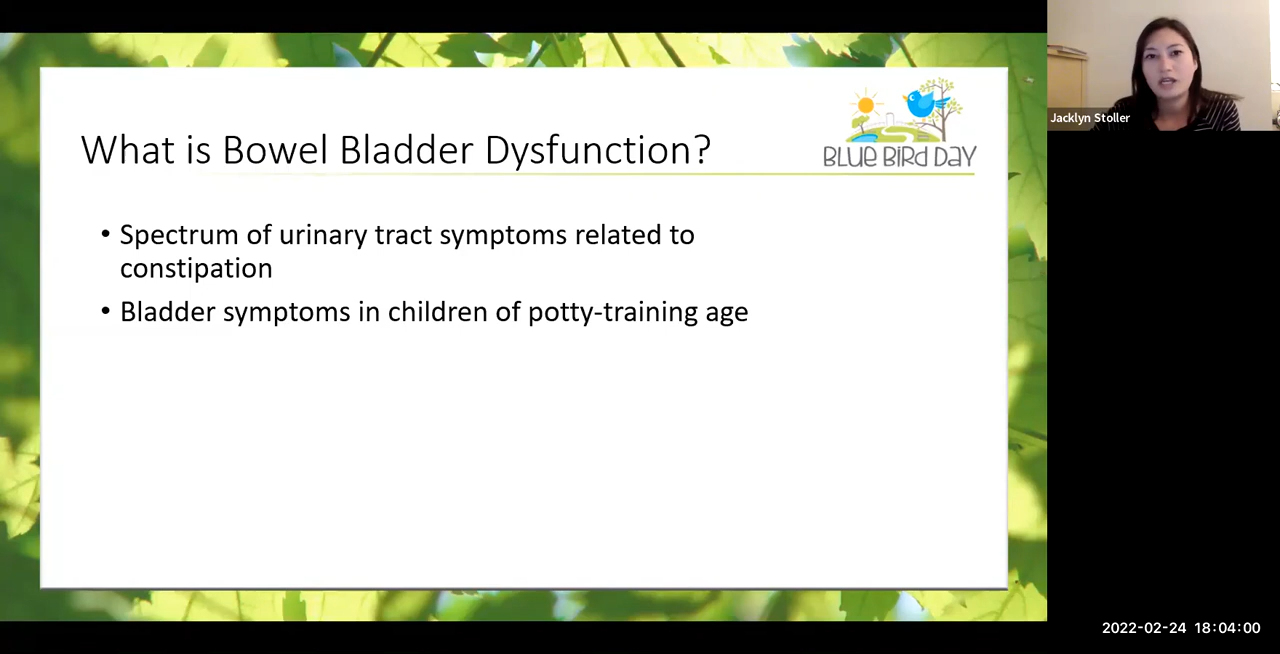 What is Bowel Bladder Dysfunction?
BLUE BIRD DAY
• Spectrum of urinary tract symptoms related to
constipation
• Bladder symptoms in children of potty-training age
Jacklyn Stoller
2022-02-24 18:04:00